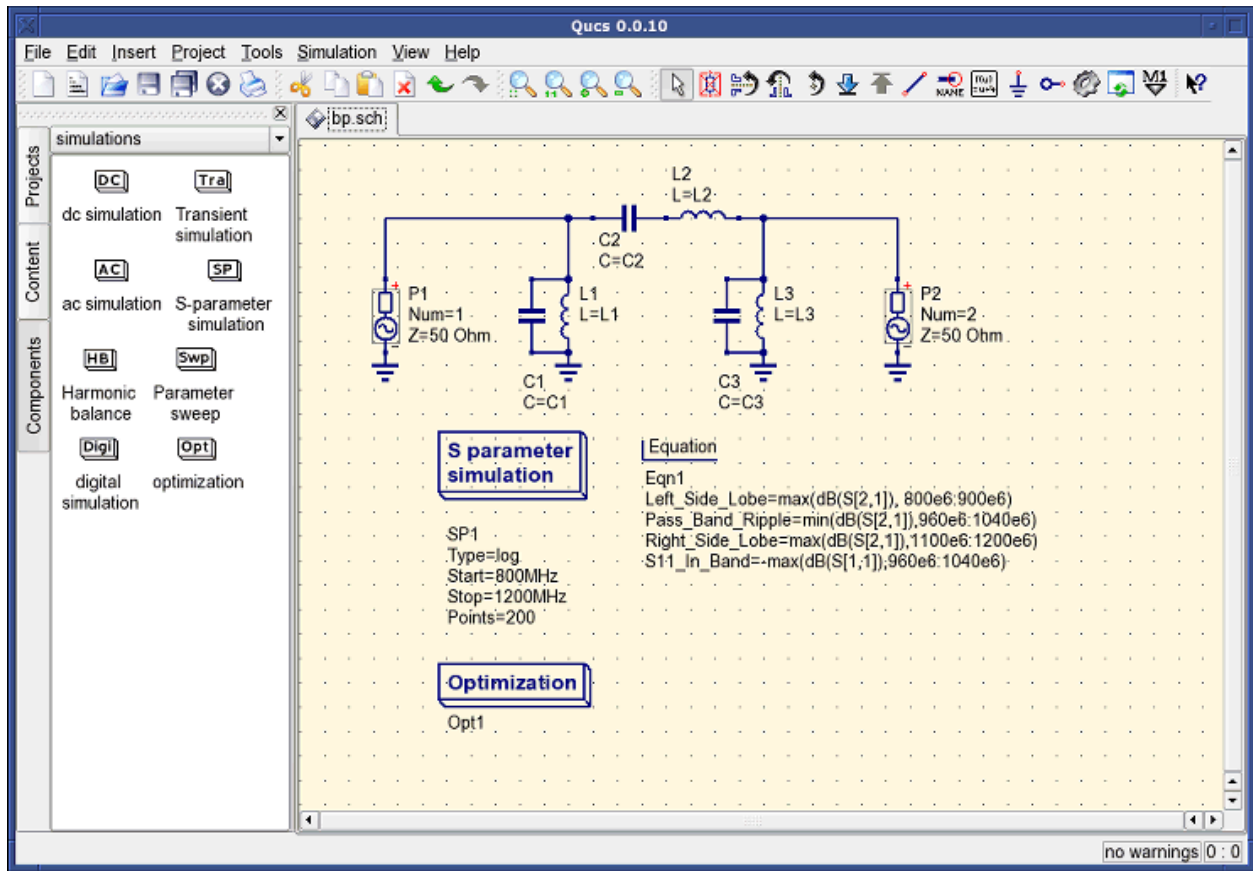 Qucs 0.0.10
File Edit Insert Project Tools Simulation View Help
NAME
M1
bp.sch
simulations
Projects
Content
Components
DC
dc simulation
Tra
Transient
simulation
AC
ac simulation
SP
S-parameter
simulation
HB
Harmonic
balance
Swp
Parameter
sweep
Digi
digital
simulation
Opt
optimization
L2
L=L2
C2
C=C2
P1
Num=1
Z=50 Ohm
L1
L=L1
C1
C=C1
L3
L=L3
C3
C=C3
P2
Num=2
Z=50 Ohm
S parameter
simulation
SP1
Type=log
Start=800MHz
Stop=1200MHz
Points=200
Equation
Eqn1
Left_Side_Lobe=max(dB(S[2,1]), 800e6:900e6)
Pass_Band_Ripple=min(dB(S[2,1]),960e6:1040e6)
Right_Side_Lobe=max(dB(S[2,1]),1100e6:1200e6)
S11_In_Band=-max(dB(S[1,1]),960e6:1040e6)
Optimization
Opt1
no warnings 0 : 0